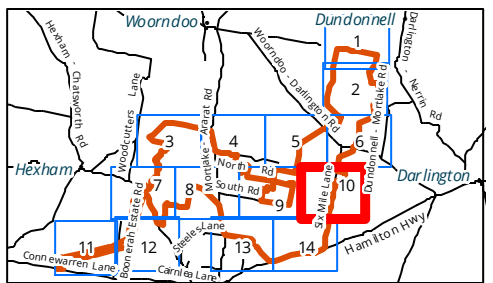 Woorndoo
Dundonnell
Hexham - Chatsworth Rd
Woodcutters Lane
Mortlake - Ararat Rd
Woorndoo - Darlington Rd
Darlington - Nerrin Rd
Dundonnell - Mortlake Rd
1
2
3
4
5
6
North Rd
South Rd
Hexham
Darlington
7
8
9
10
Six Mile Lane
Boonerah Estate Rd
Steeles Lane
Hamilton Hwy
11
12
13
14
Connewarren Lane
Cairnlea Lane